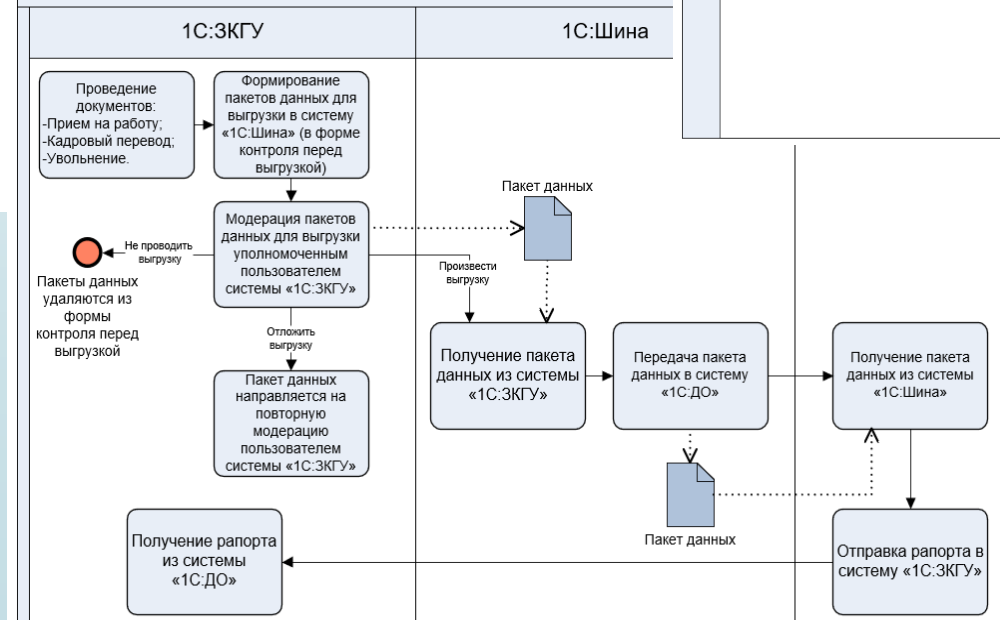 1С:ЗКГУ
1С:Шина
Проведение
документов:
-Прием на работу;
-Кадровый перевод;
-Увольнение.
Формирование
пакетов данных для
выгрузки в систему
«1С:Шина» (в форме
контроля перед
выгрузкой)
Пакет данных
Модерация пакетов
данных для выгрузки
уполномоченным
пользователем
системы «1С:ЗКГУ»
Не проводить
выгрузку
Пакеты данных
удаляются из
формы
контроля перед
выгрузкой
Произвести
выгрузку
Отложить
выгрузку
Пакет данных
направляется на
повторную
модерацию
пользователем
системы «1С:ЗКГУ»
Получение пакета
данных из системы
«1С:ЗКГУ»
Передача пакета
данных в систему
«1С:ДО»
Получение пакета
данных из системы
«1С:Шина»
Пакет данных
Получение рапорта
из системы
«1С:ДО»
Отправка рапорта в
систему «1С:ЗКГУ»